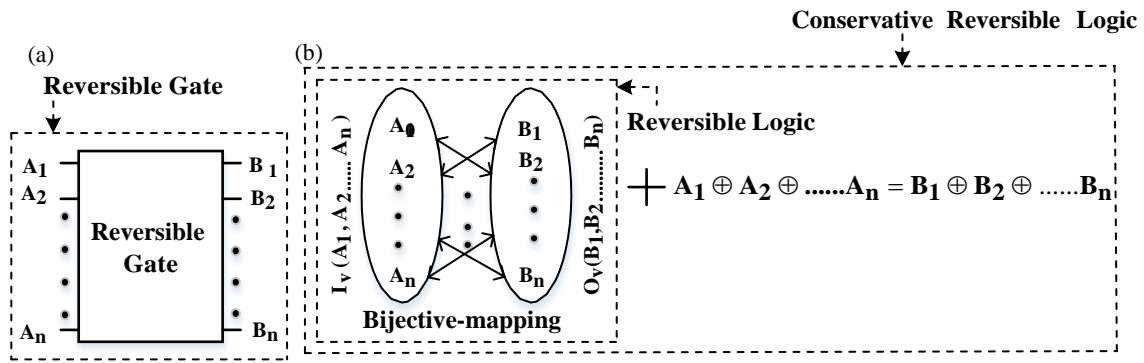 (a)
Reversible Gate
A1
A2
An
Reversible
Gate
B1
B2
Bn
(b)
Conservative Reversible Logic
Iv (A1, A2...... An)
A2
An
B1
B2
Bn
Bijective-mapping
Ov(B1,B2..........Bn)
Reversible Logic
+ A1 ⊕ A2 ⊕ ......An = B1 ⊕ B2 ⊕ ......Bn